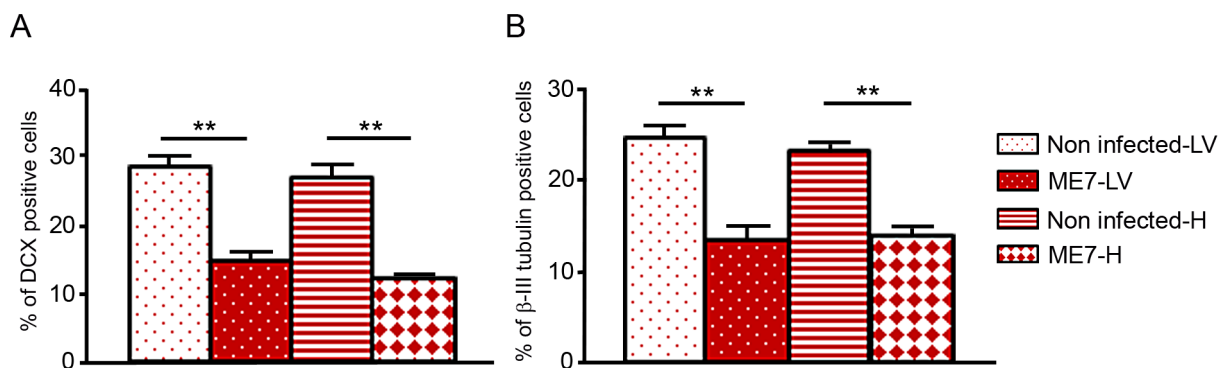 A
% of DCX positive cells
40
30
20
10
0
**
**
B
% of β-III tubulin positive cells
30
20
10
0
**
**
Non infected-LV
ME7-LV
Non infected-H
ME7-H